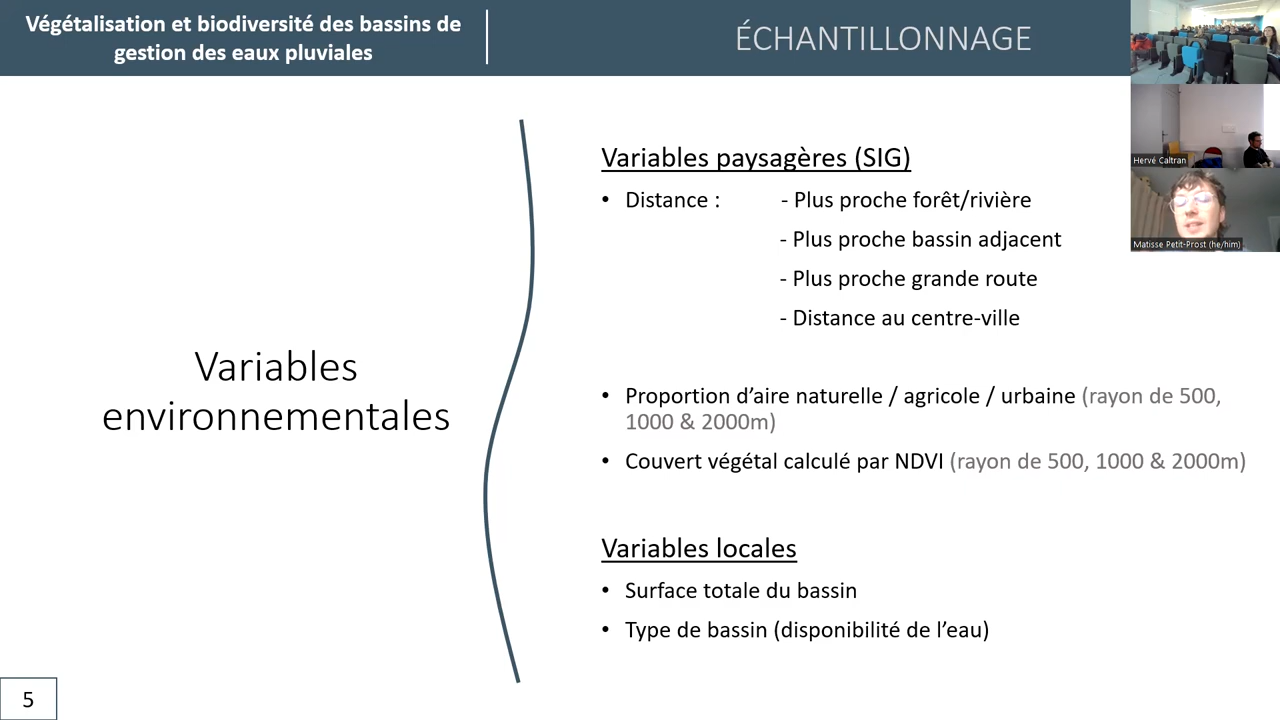 Végétalisation et biodiversité des bassins de
gestion des eaux pluviales
ÉCHANTILLONNAGE
Hervé Caltran
Matisse Petit-Prost (he/him)
Variables
environnementales
Variables paysagères (SIG)
• Distance : - Plus proche forêt/rivière
- Plus proche bassin adjacent
- Plus proche grande route
- Distance au centre-ville
• Proportion d’aire naturelle / agricole / urbaine (rayon de 500,
1000 & 2000m)
• Couvert végétal calculé par NDVI (rayon de 500, 1000 & 2000m)
Variables locales
• Surface totale du bassin
• Type de bassin (disponibilité de l’eau)
5